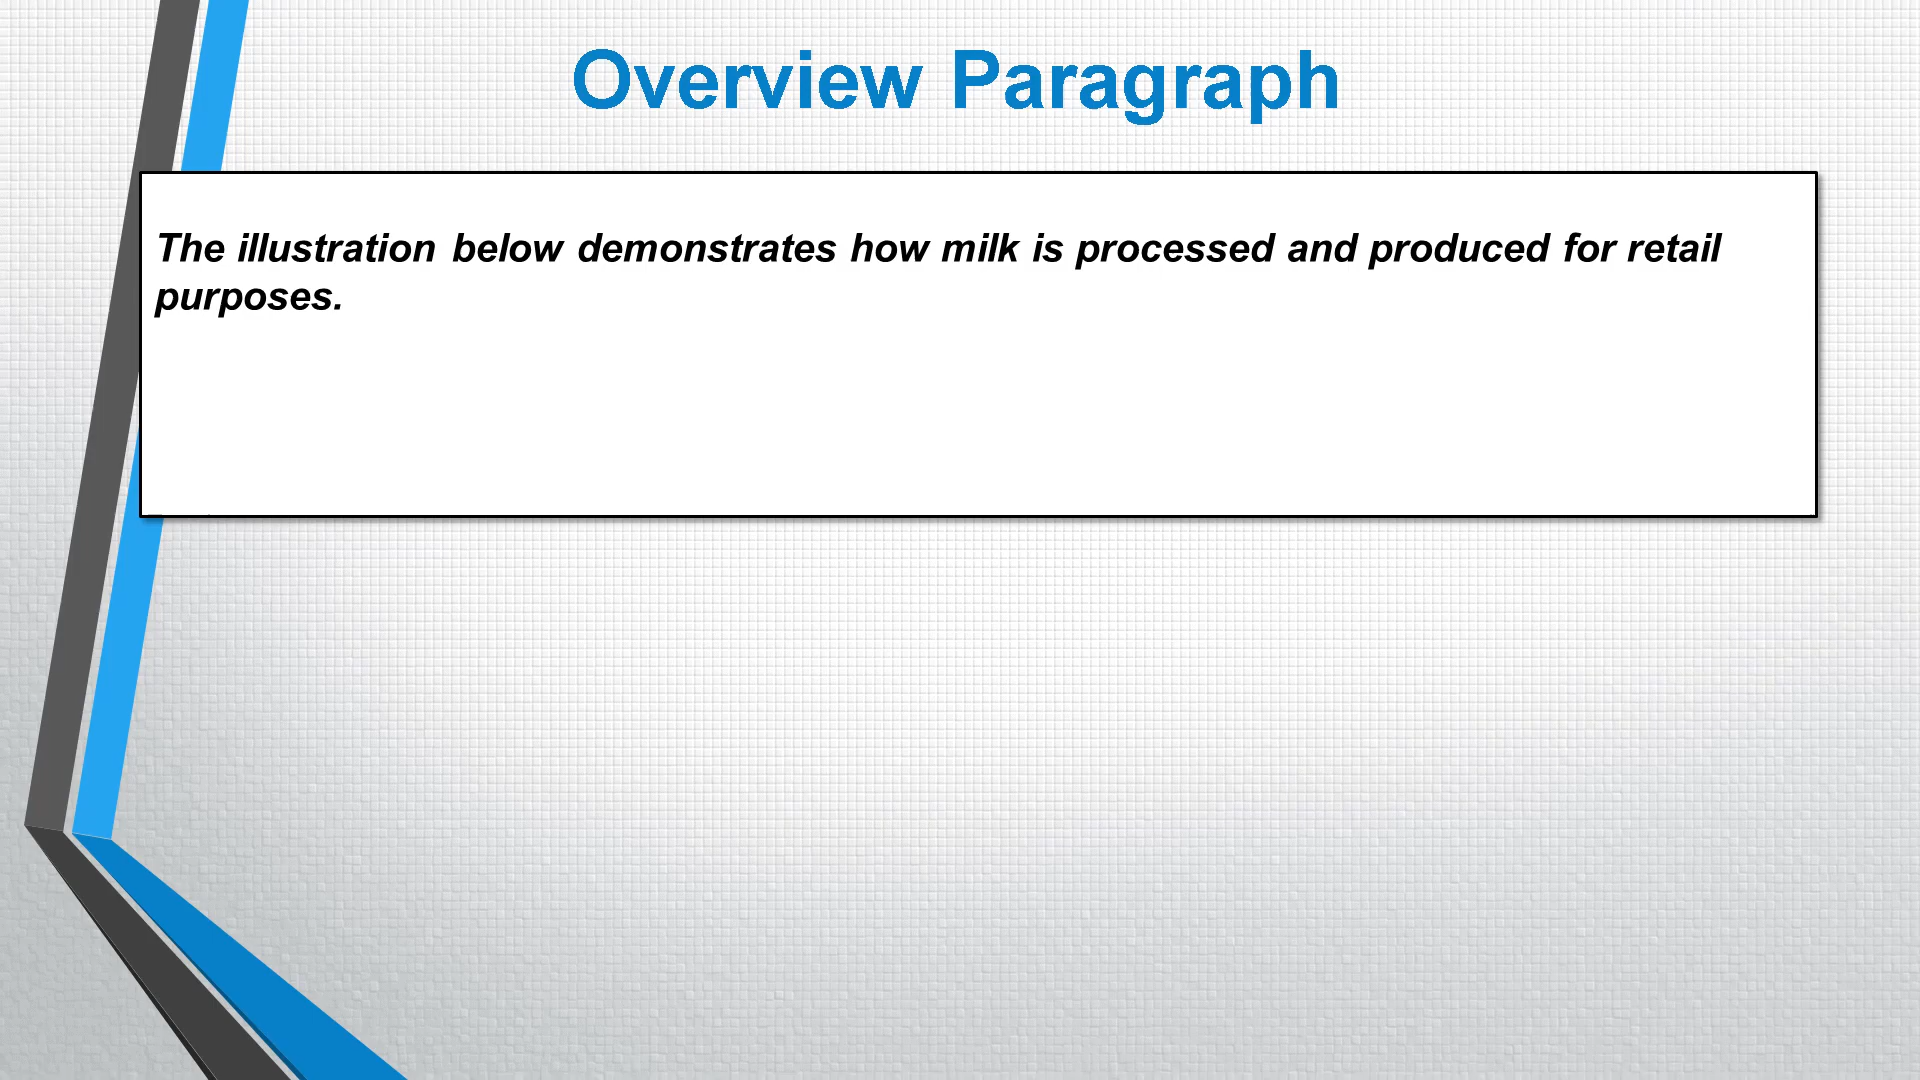 Overview Paragraph
The illustration below demonstrates how milk is processed and produced for retail
purposes.